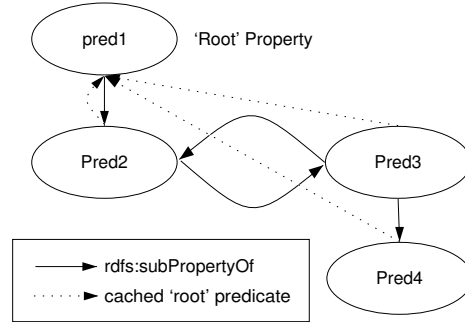 pred1
‘Root’ Property
Pred2
Pred3
Pred4
rdfs:subPropertyOf
cached ‘root’ predicate